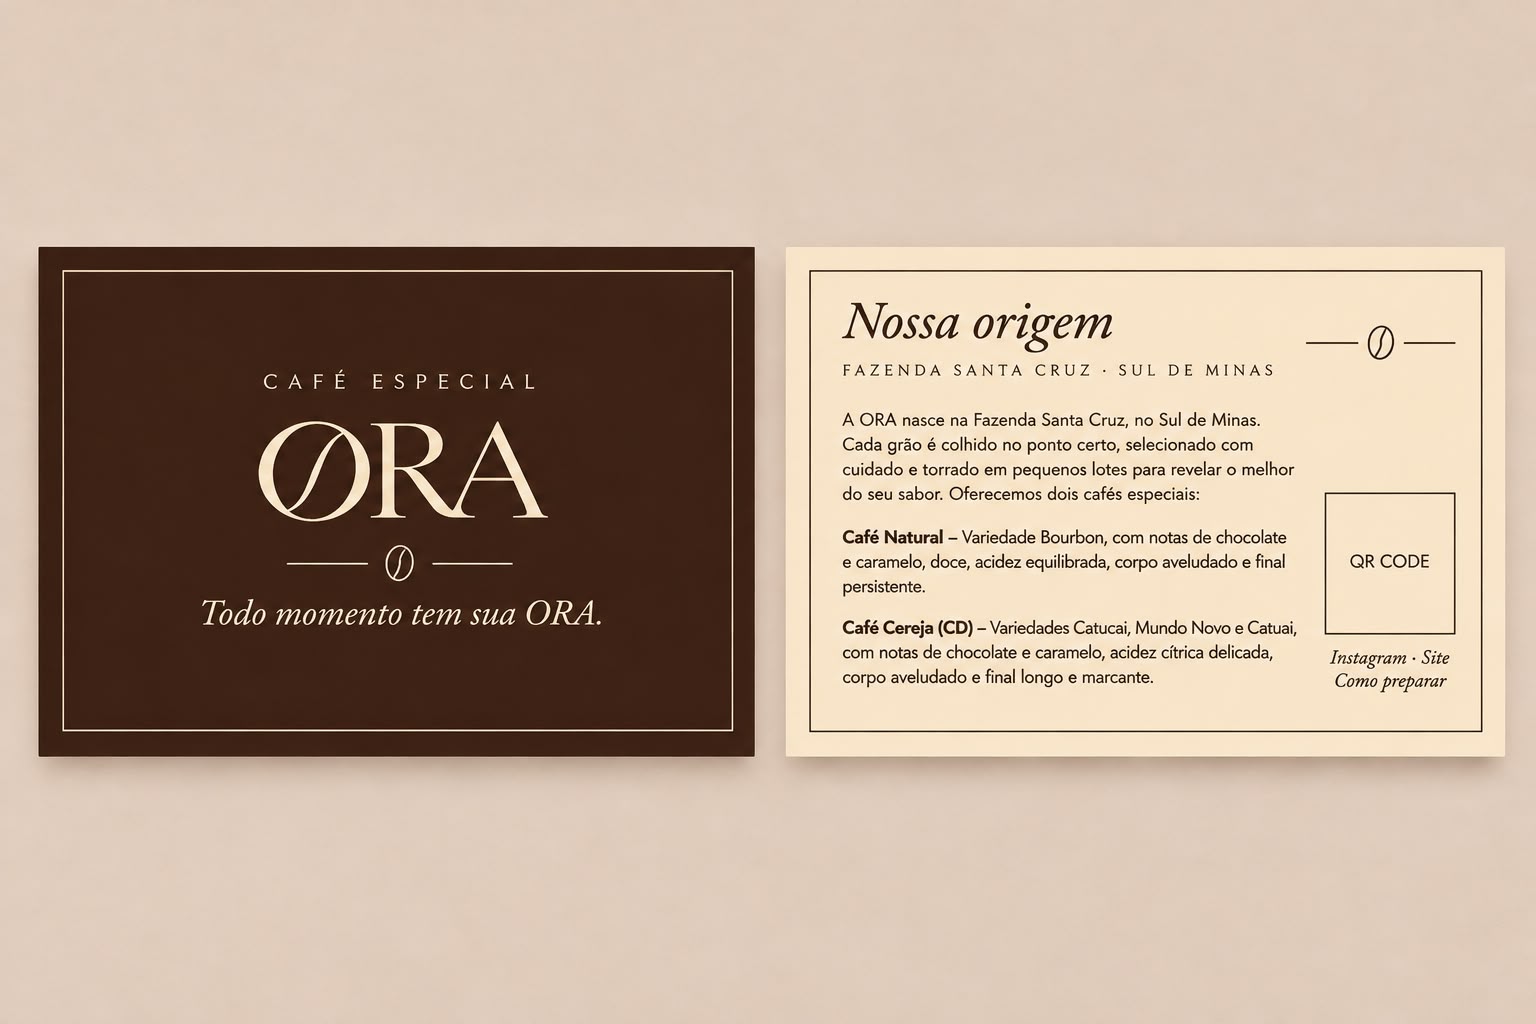 CAFÉ ESPECIAL
ORA
Todo momento tem sua ORA.
Nossa origem
FAZENDA SANTA CRUZ · SUL DE MINAS
A ORA nasce na Fazenda Santa Cruz, no Sul de Minas.
Cada grão é colhido no ponto certo, selecionado com
cuidado e torrado em pequenos lotes para revelar o melhor
do seu sabor. Oferecemos dois cafés especiais:
Café Natural – Variedade Bourbon, com notas de chocolate
e caramelo, doce, acidez equilibrada, corpo aveludado e final
persistente.
Café Cereja (CD) – Variedades Catucai, Mundo Novo e Catuai,
com notas de chocolate e caramelo, acidez cítrica delicada,
corpo aveludado e final longo e marcante.
QR CODE
Instagram · Site
Como preparar